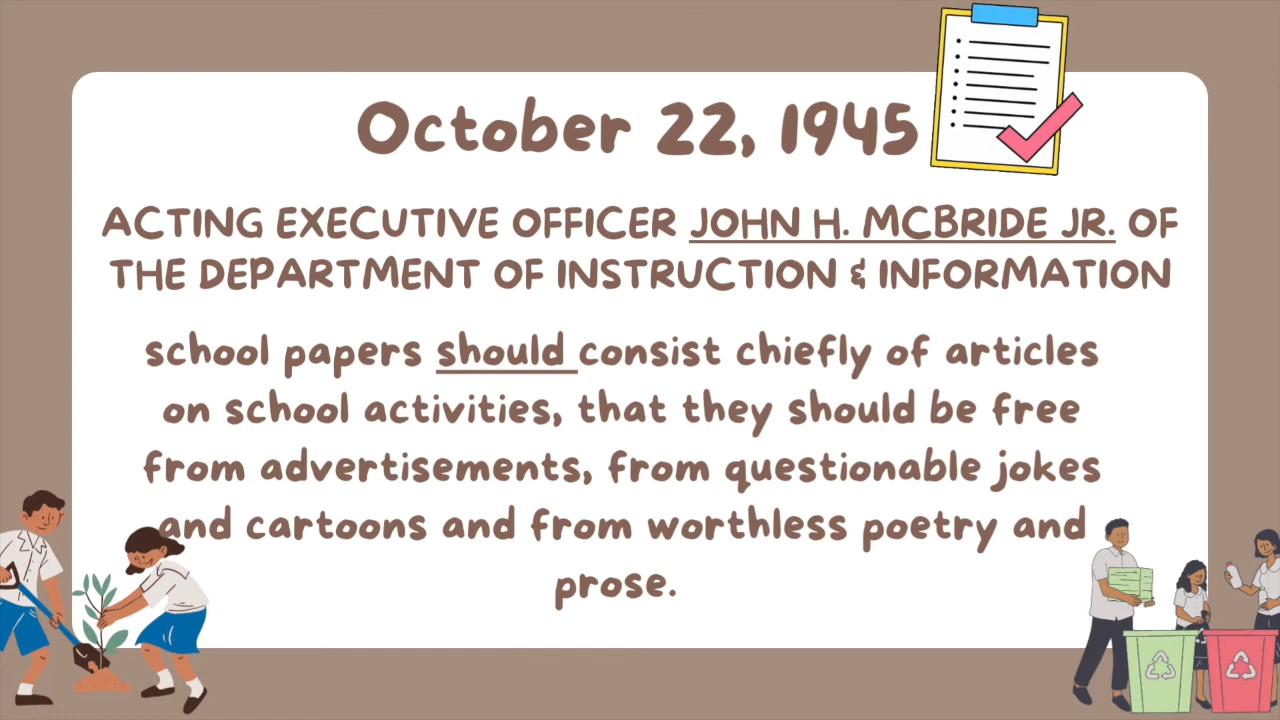 October 22, 1945
ACTING EXECUTIVE OFFICER JOHN H. MCBRIDE JR. OF
THE DEPARTMENT OF INSTRUCTION & INFORMATION
school papers should consist chiefly of articles
on school activities, that they should be free
from advertisements, from questionable jokes
and cartoons and from worthless poetry and
prose.